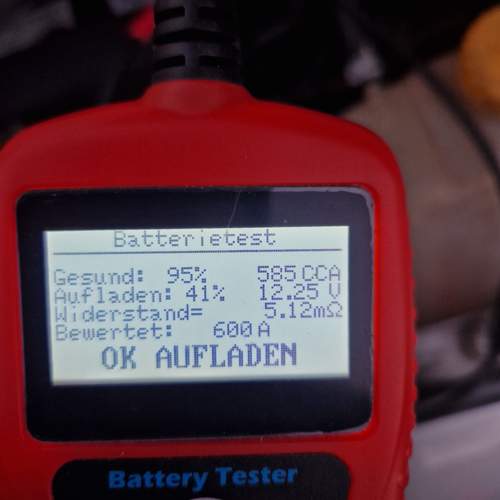 Batterietest
Gesund: 95% 585 CCA
Aufladen: 41% 12.25 V
Widerstand= 5.12mΩ
Bewertet: 600 A
OK AUFLADEN
Battery Tester